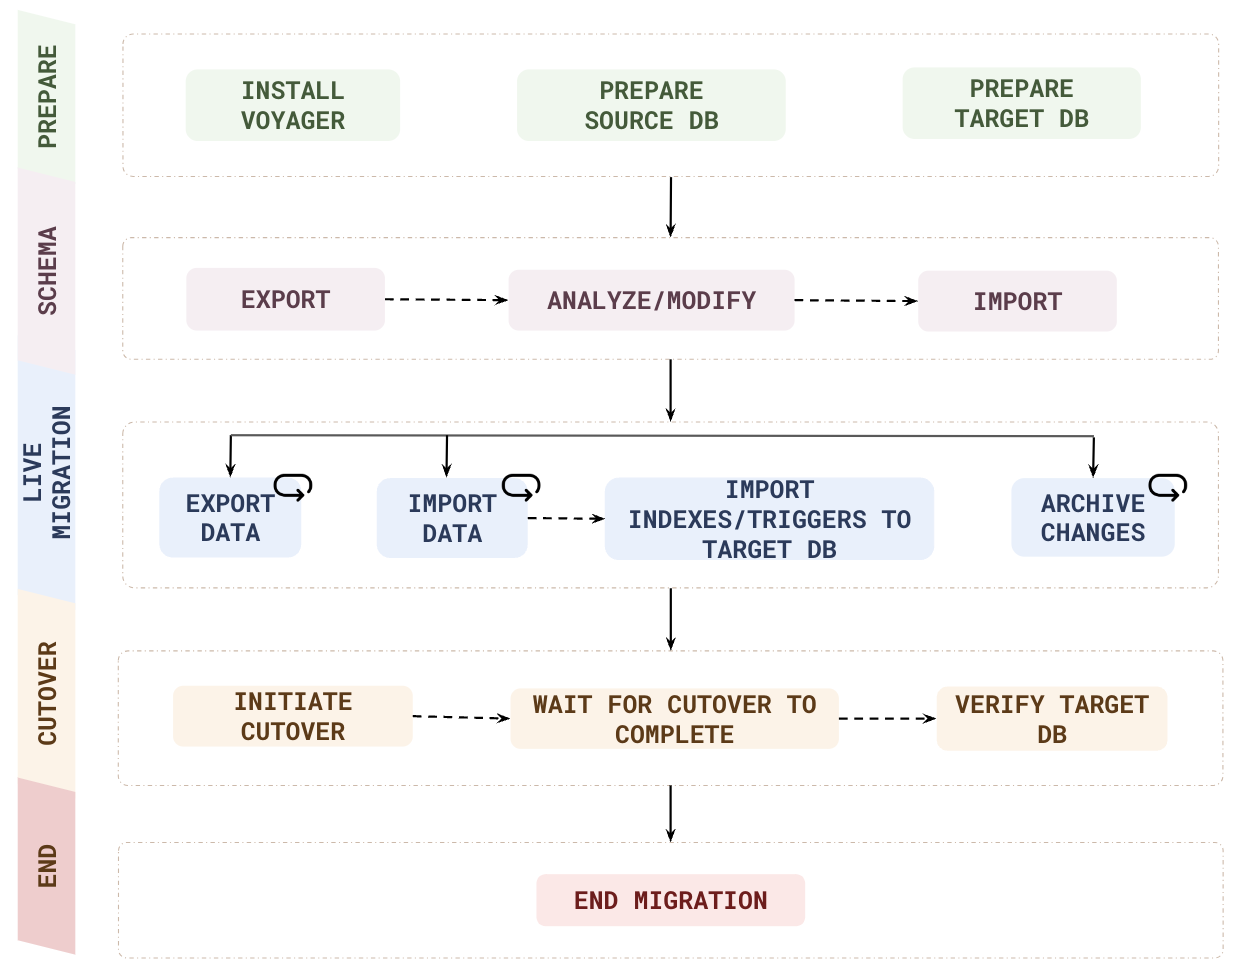 PREPARE
INSTALL
VOYAGER
PREPARE
SOURCE DB
PREPARE
TARGET DB
SCHEMA
EXPORT
ANALYZE/MODIFY
IMPORT
LIVE
MIGRATION
EXPORT
DATA
IMPORT
DATA
IMPORT
INDEXES/TRIGGERS TO
TARGET DB
ARCHIVE
CHANGES
CUTOVER
INITIATE
CUTOVER
WAIT FOR CUTOVER TO
COMPLETE
VERIFY TARGET
DB
END
END MIGRATION